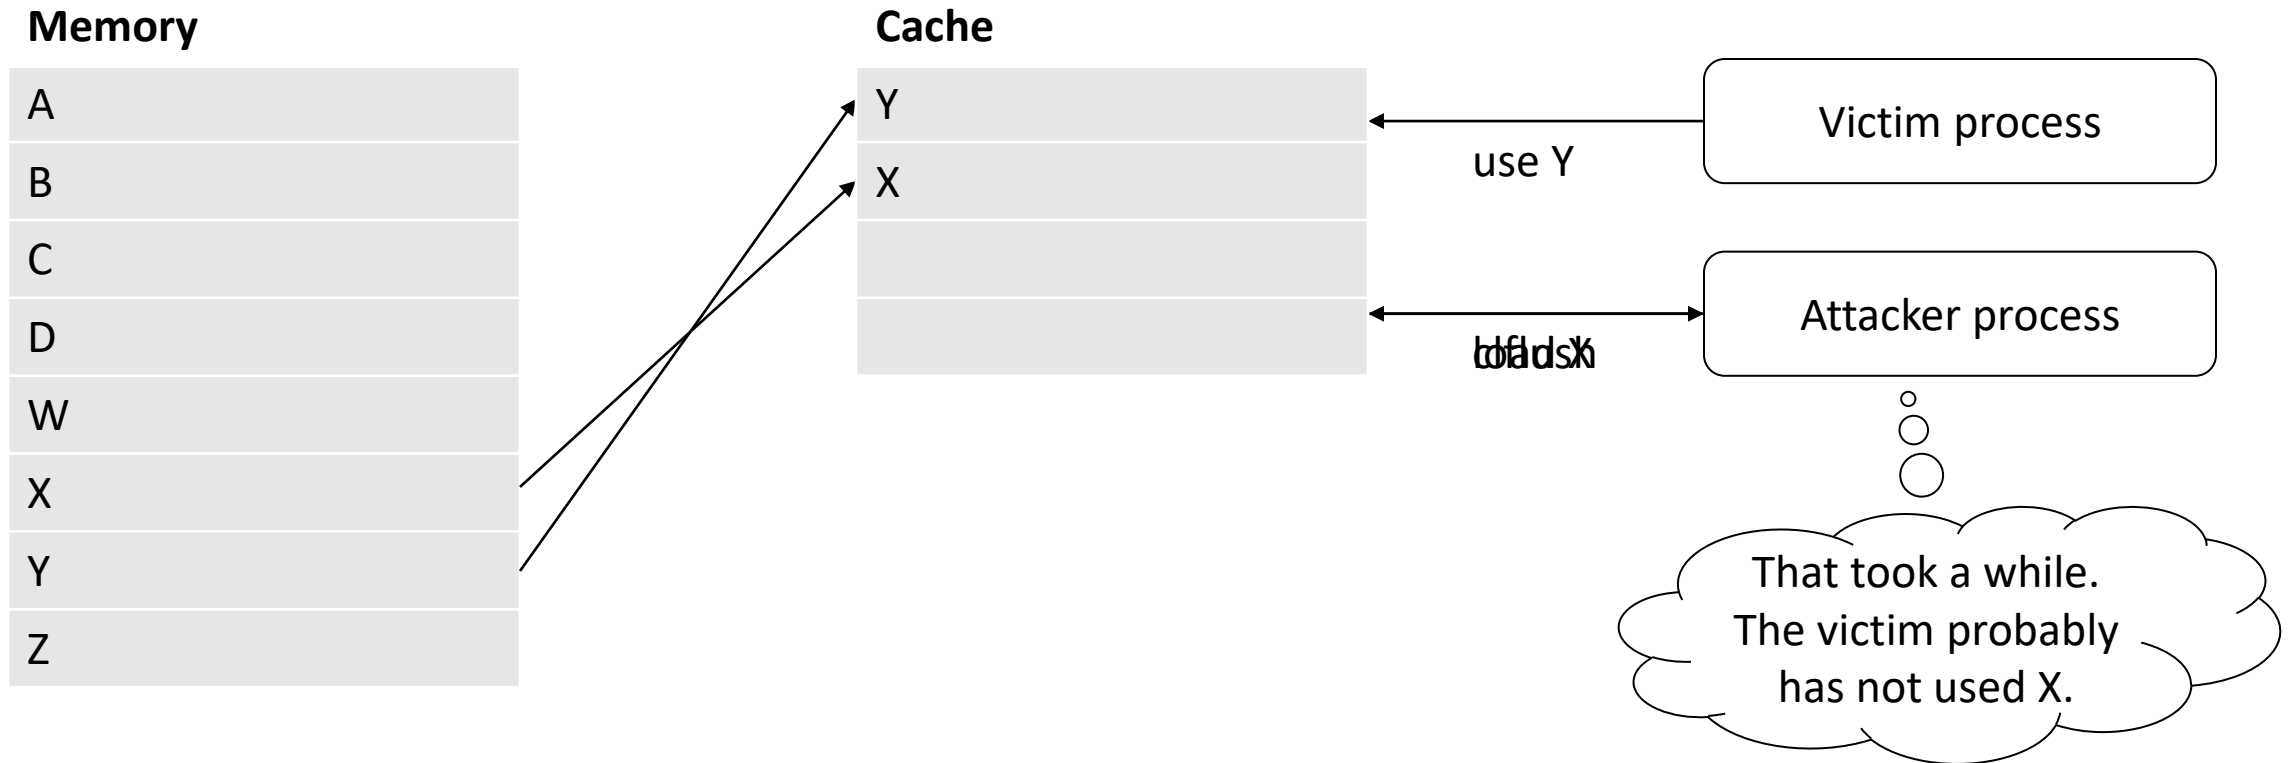 Memory
A
B
C
D
W
X
Y
Z
Cache
Y
X
use Y
Victim process
Attacker process
That took a while.
The victim probably
has not used X.